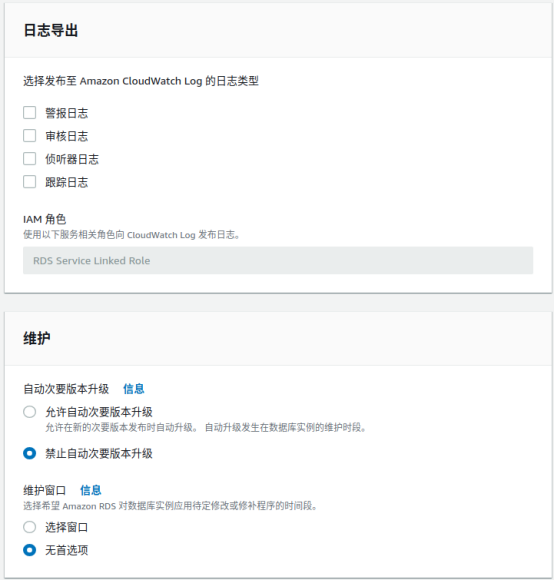 日志导出
选择发布至 Amazon CloudWatch Log 的日志类型
警报日志
审核日志
侦听器日志
跟踪日志
IAM 角色
使用以下服务相关角色向 CloudWatch Log 发布日志。
RDS Service Linked Role
维护
自动次要版本升级 信息
允许自动次要版本升级
允许在新的次要版本发布时自动升级。 自动升级发生在数据库实例的维护时段。
禁止自动次要版本升级
维护窗口 信息
选择希望 Amazon RDS 对数据库实例应用待定修改或修补程序的时间段。
选择窗口
无首选项